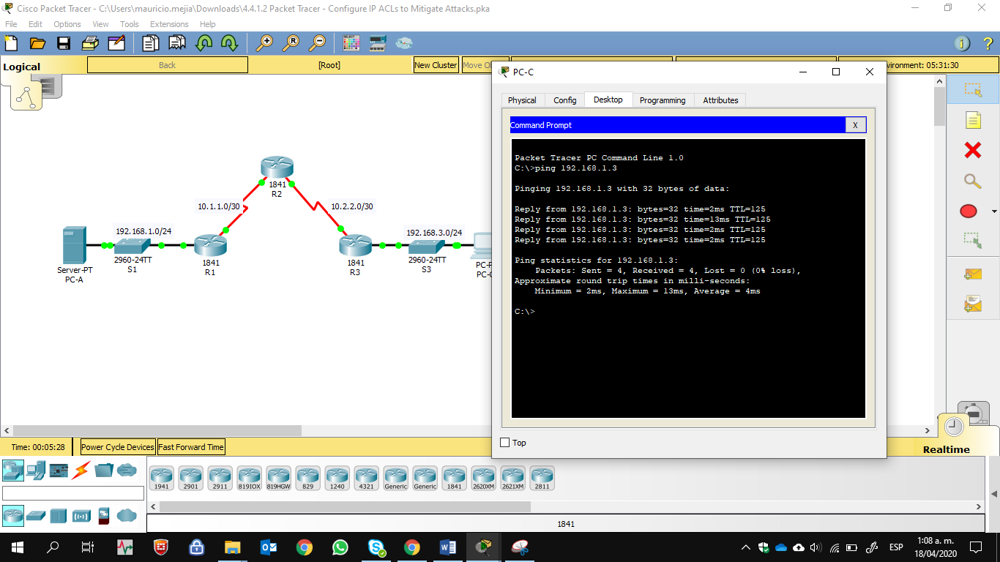 Cisco Packet Tracer - C:\Users\mauricio.mejia\Downloads\4.4.1.2 Packet Tracer - Configure IP ACLs to Mitigate Attacks.pka
File Edit Options View Tools Extensions Help
Logical
Back
[Root]
New Cluster
Move
vironment: 05:31:30
PC-C
Physical Config Desktop Programming Attributes
Command Prompt
X
Packet Tracer PC Command Line 1.0
C:\>ping 192.168.1.3
Pinging 192.168.1.3 with 32 bytes of data:
Reply from 192.168.1.3: bytes=32 time=2ms TTL=125
Reply from 192.168.1.3: bytes=32 time=13ms TTL=125
Reply from 192.168.1.3: bytes=32 time=2ms TTL=125
Reply from 192.168.1.3: bytes=32 time=2ms TTL=125
Ping statistics for 192.168.1.3:
Packets: Sent = 4, Received = 4, Lost = 0 (0% loss),
Approximate round trip times in milli-seconds:
Minimum = 2ms, Maximum = 13ms, Average = 4ms
C:\>
Top
1841
R2
10.1.1.0/30
10.2.2.0/30
192.168.1.0/24
192.168.3.0/24
Server-PT
PC-A
2960-24TT
S1
1841
R1
1841
R3
2960-24TT
S3
PC-P
PC-C
Time: 00:05:28
Power Cycle Devices
Fast Forward Time
Realtime
1941
2901
2911
819IOX
819HGW
829
1240
4321
Generic
Generic
1841
2620XM
2621XM
2811
1841
ESP
1:08 a. m.
18/04/2020